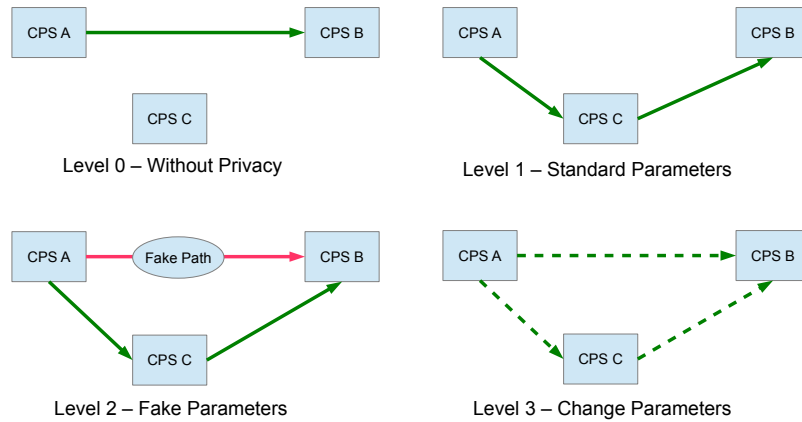 CPS A
CPS B
CPS C
Level 0 – Without Privacy
CPS A
CPS B
CPS C
Level 1 – Standard Parameters
CPS A
Fake Path
CPS B
CPS C
Level 2 – Fake Parameters
CPS A
CPS B
CPS C
Level 3 – Change Parameters